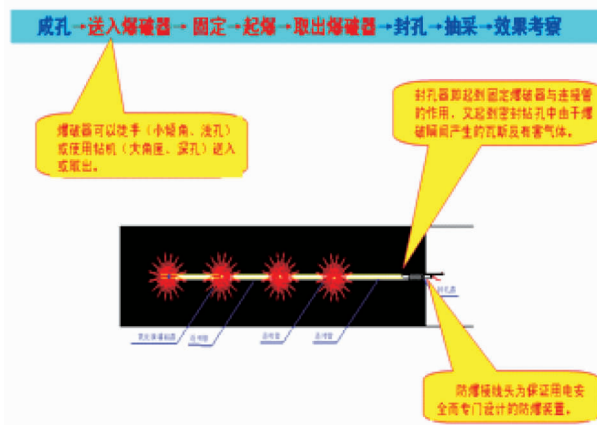 成孔→送入爆破器→固定→起爆→取出爆破器→封孔→抽采→效果考察
封孔器即起到固定爆破器与连接管
的作用，又起到密封钻孔中由于爆
破瞬间产生的瓦斯及有害气体。
爆破器可以徒手（小倾角、浅孔）
或使用钻机（大角度、深孔）送入
或取出。
封孔器
防爆接线头为保证用电安
全而专门设计的防爆装置。